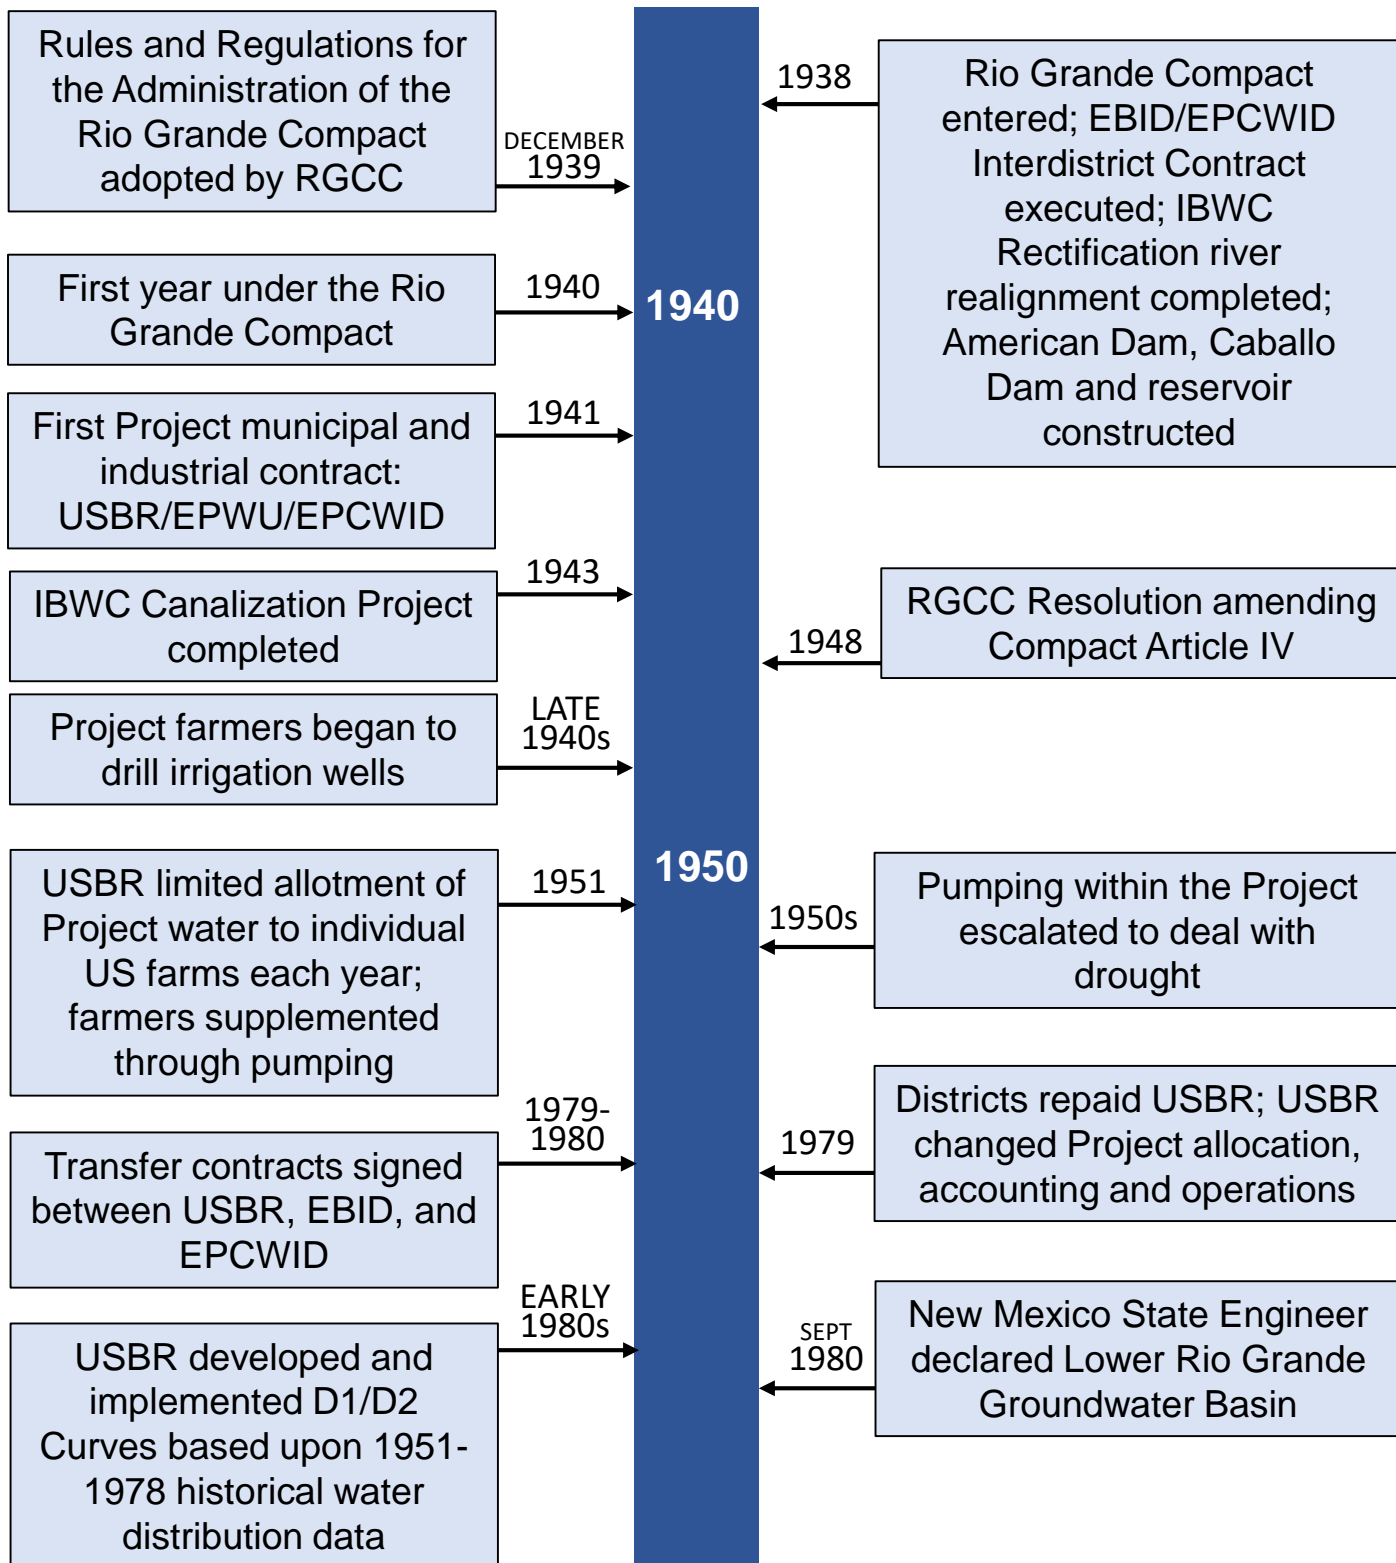 Rules and Regulations for
the Administration of the
Rio Grande Compact
adopted by RGCC
DECEMBER
1939
1938
Rio Grande Compact
entered; EBID/EPCWID
Interdistrict Contract
executed; IBWC
Rectification river
realignment completed;
American Dam, Caballo
Dam and reservoir
constructed
First year under the Rio
Grande Compact
1940
1940
First Project municipal and
industrial contract:
USBR/EPWU/EPCWID
1941
IBWC Canalization Project
completed
1943
1948
RGCC Resolution amending
Compact Article IV
Project farmers began to
drill irrigation wells
LATE
1940s
1950
USBR limited allotment of
Project water to individual
US farms each year;
farmers supplemented
through pumping
1951
1950s
Pumping within the Project
escalated to deal with
drought
Transfer contracts signed
between USBR, EBID, and
EPCWID
1979-
1980
1979
Districts repaid USBR; USBR
changed Project allocation,
accounting and operations
USBR developed and
implemented D1/D2
Curves based upon 1951-
1978 historical water
distribution data
EARLY
1980s
SEPT
1980
New Mexico State Engineer
declared Lower Rio Grande
Groundwater Basin